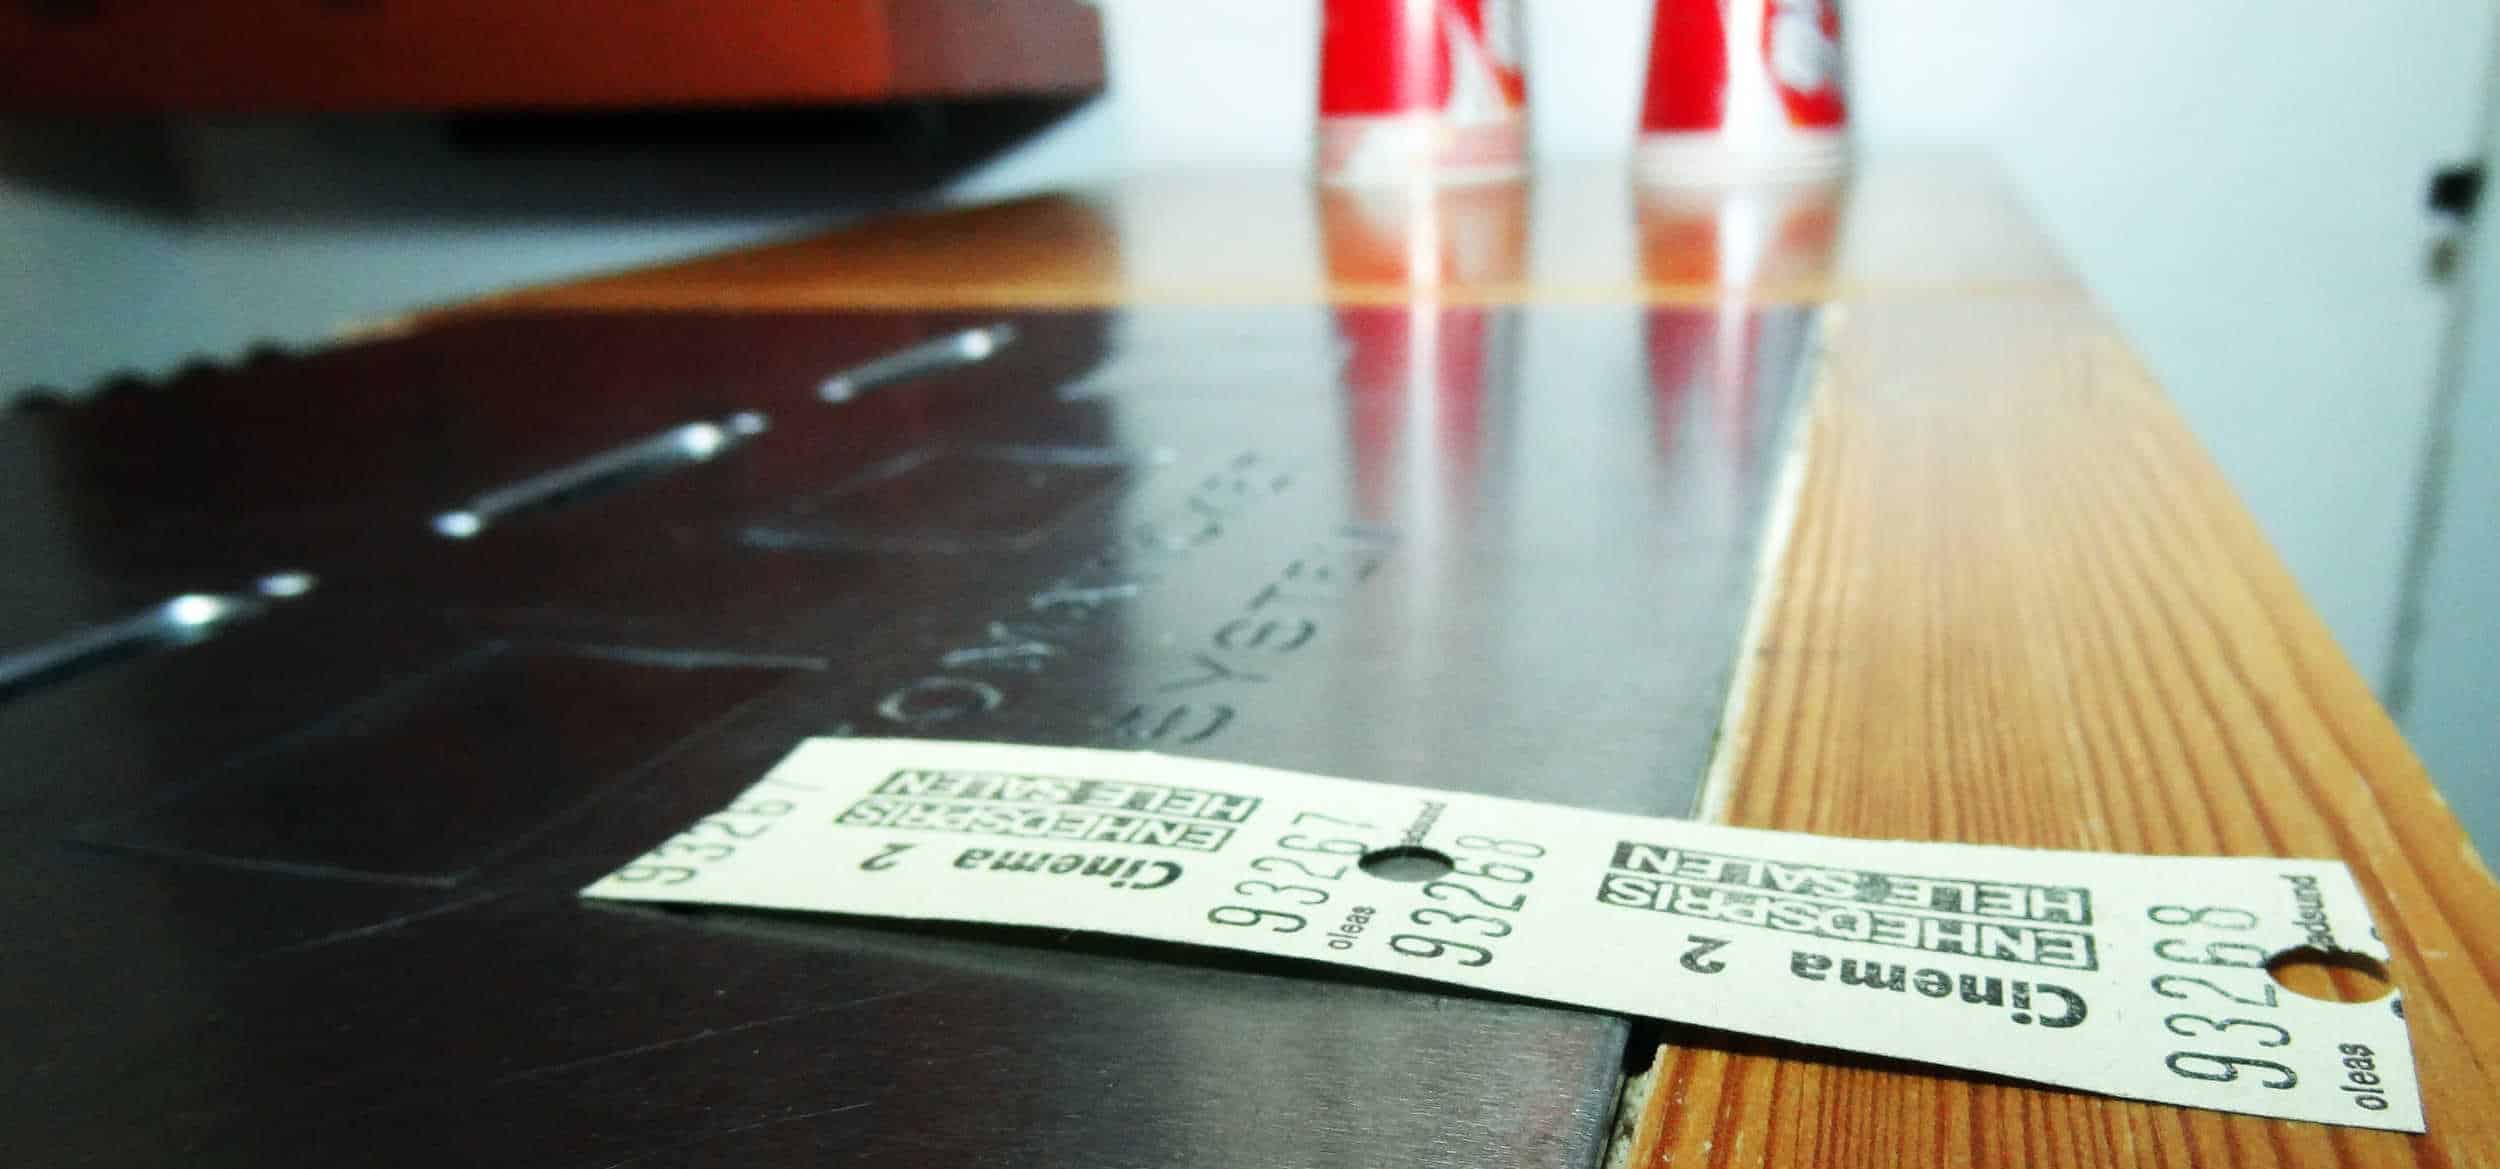 SYSTEM
93267
Cinema 2
ENHEDSPRIS
HELE SALEN
93267
oleas
93268
Cinema 2
ENHEDSPRIS
HELE SALEN
93268
oleas